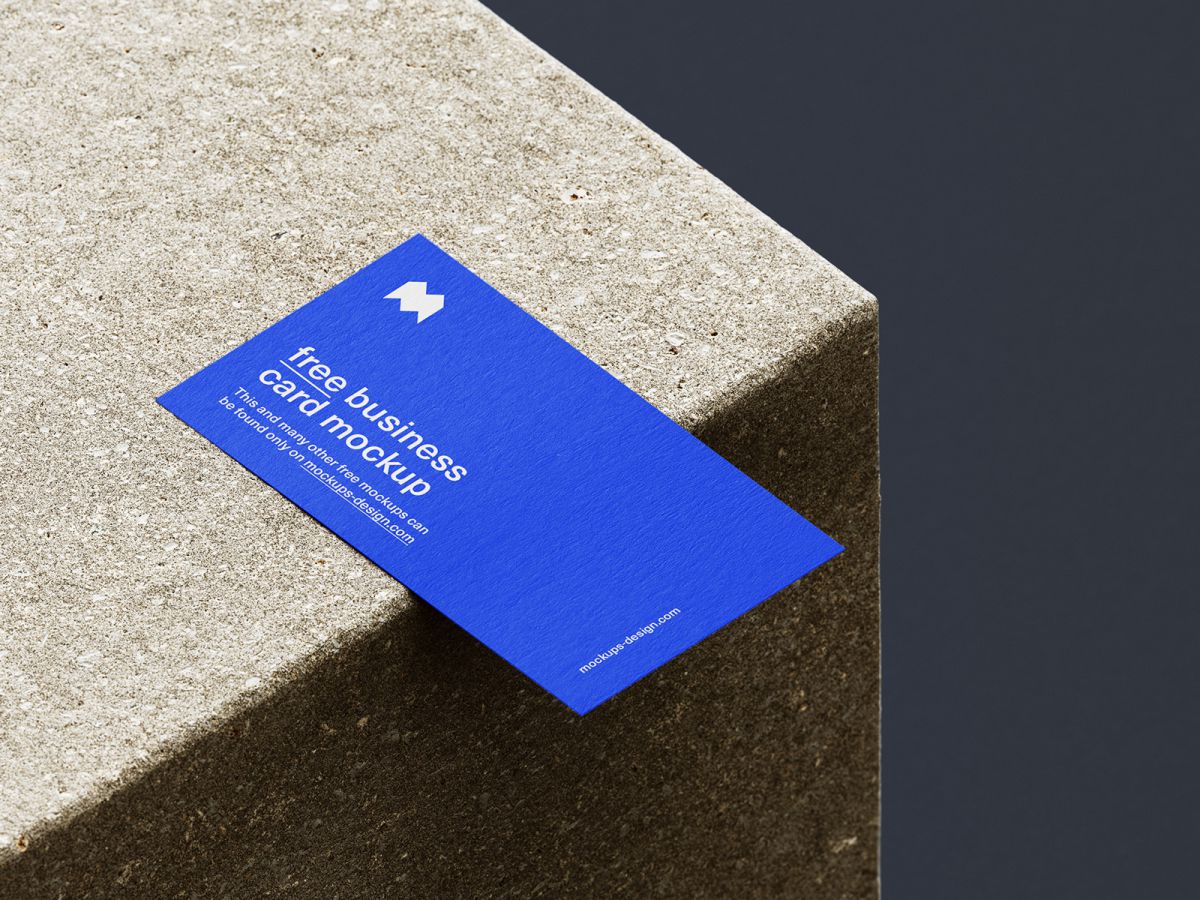 free business
card mockup
This and many other free mockups can
be found only on mockups-design.com
mockups-design.com